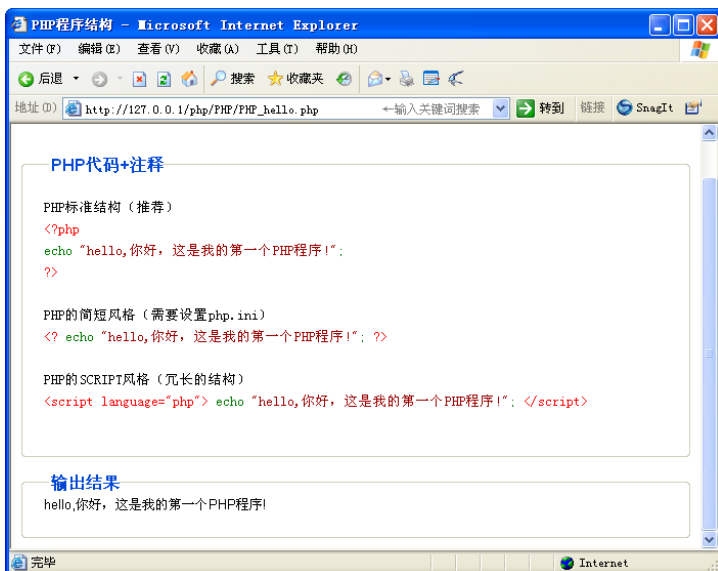 PHP程序结构 - Microsoft Internet Explorer
文件(F) 编辑(E) 查看(V) 收藏(A) 工具(T) 帮助(H)
后退 搜索 收藏夹
地址(D) http://127.0.0.1/php/PHP/PHP_hello.php ←输入关键词搜索 转到 链接 SnagIt
PHP代码+注释
PHP标准结构（推荐）
<?php
echo "hello,你好，这是我的第一个PHP程序!";
?>
PHP的简短风格（需要设置php.ini）
<? echo "hello,你好，这是我的第一个PHP程序!"; ?>
PHP的SCRIPT风格（冗长的结构）
<script language="php"> echo "hello,你好，这是我的第一个PHP程序!"; </script>
输出结果
hello,你好，这是我的第一个PHP程序!
完毕 Internet